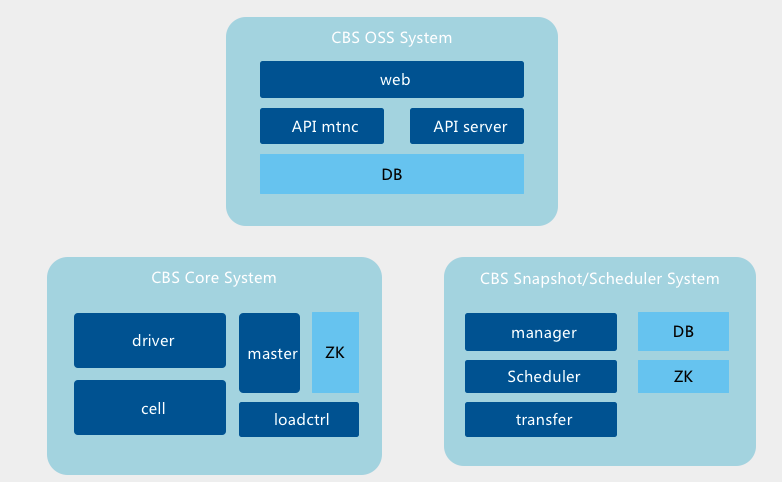 CBS OSS System
web
API mtnc
API server
DB
CBS Core System
driver
master
ZK
cell
loadctrl
CBS Snapshot/Scheduler System
manager
DB
Scheduler
ZK
transfer